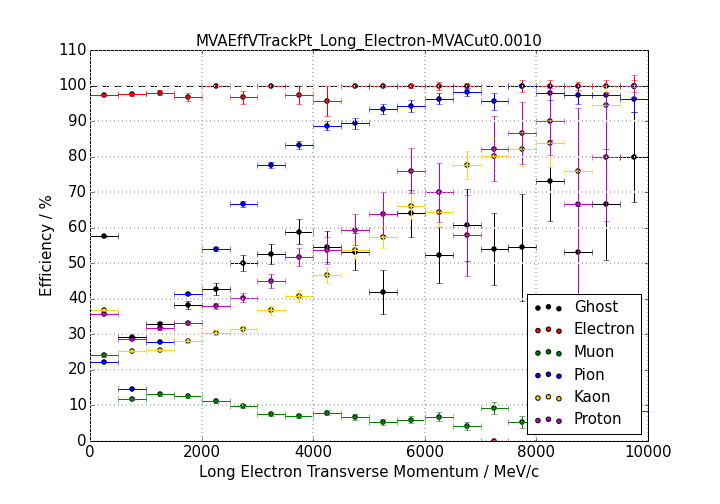 MVAEffVTrackPt_Long_Electron-MVACut0.0010
110
100
90
80
70
60
50
40
30
20
10
0
Efficiency / %
Ghost
Electron
Muon
Pion
Kaon
Proton
0 2000 4000 6000 8000 10000
Long Electron Transverse Momentum / MeV/c